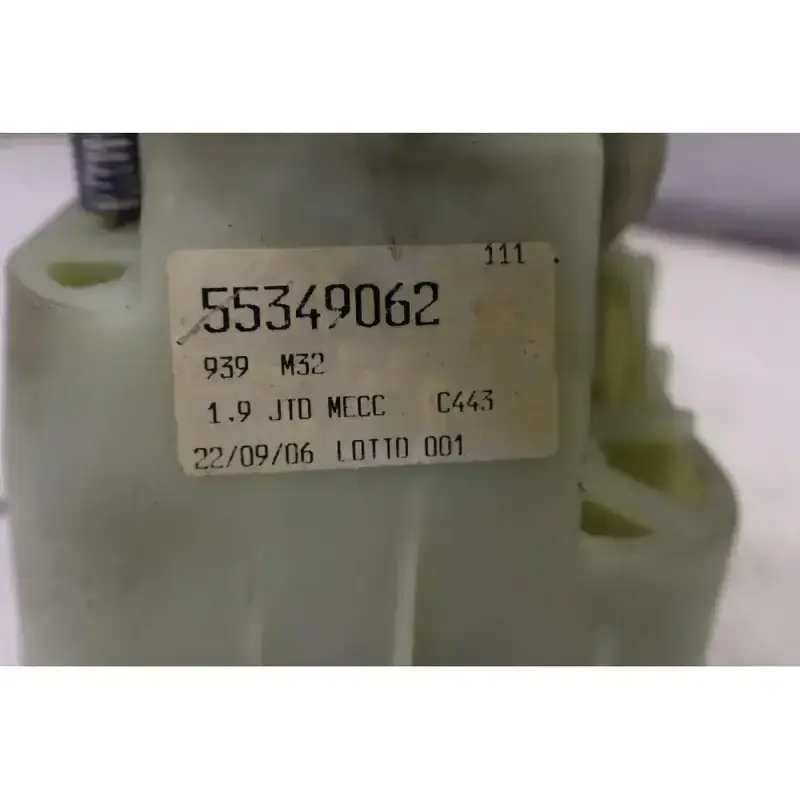 111
55349062
939 M32
1.9 JTD MECC C443
22/09/06 LOTTO 001